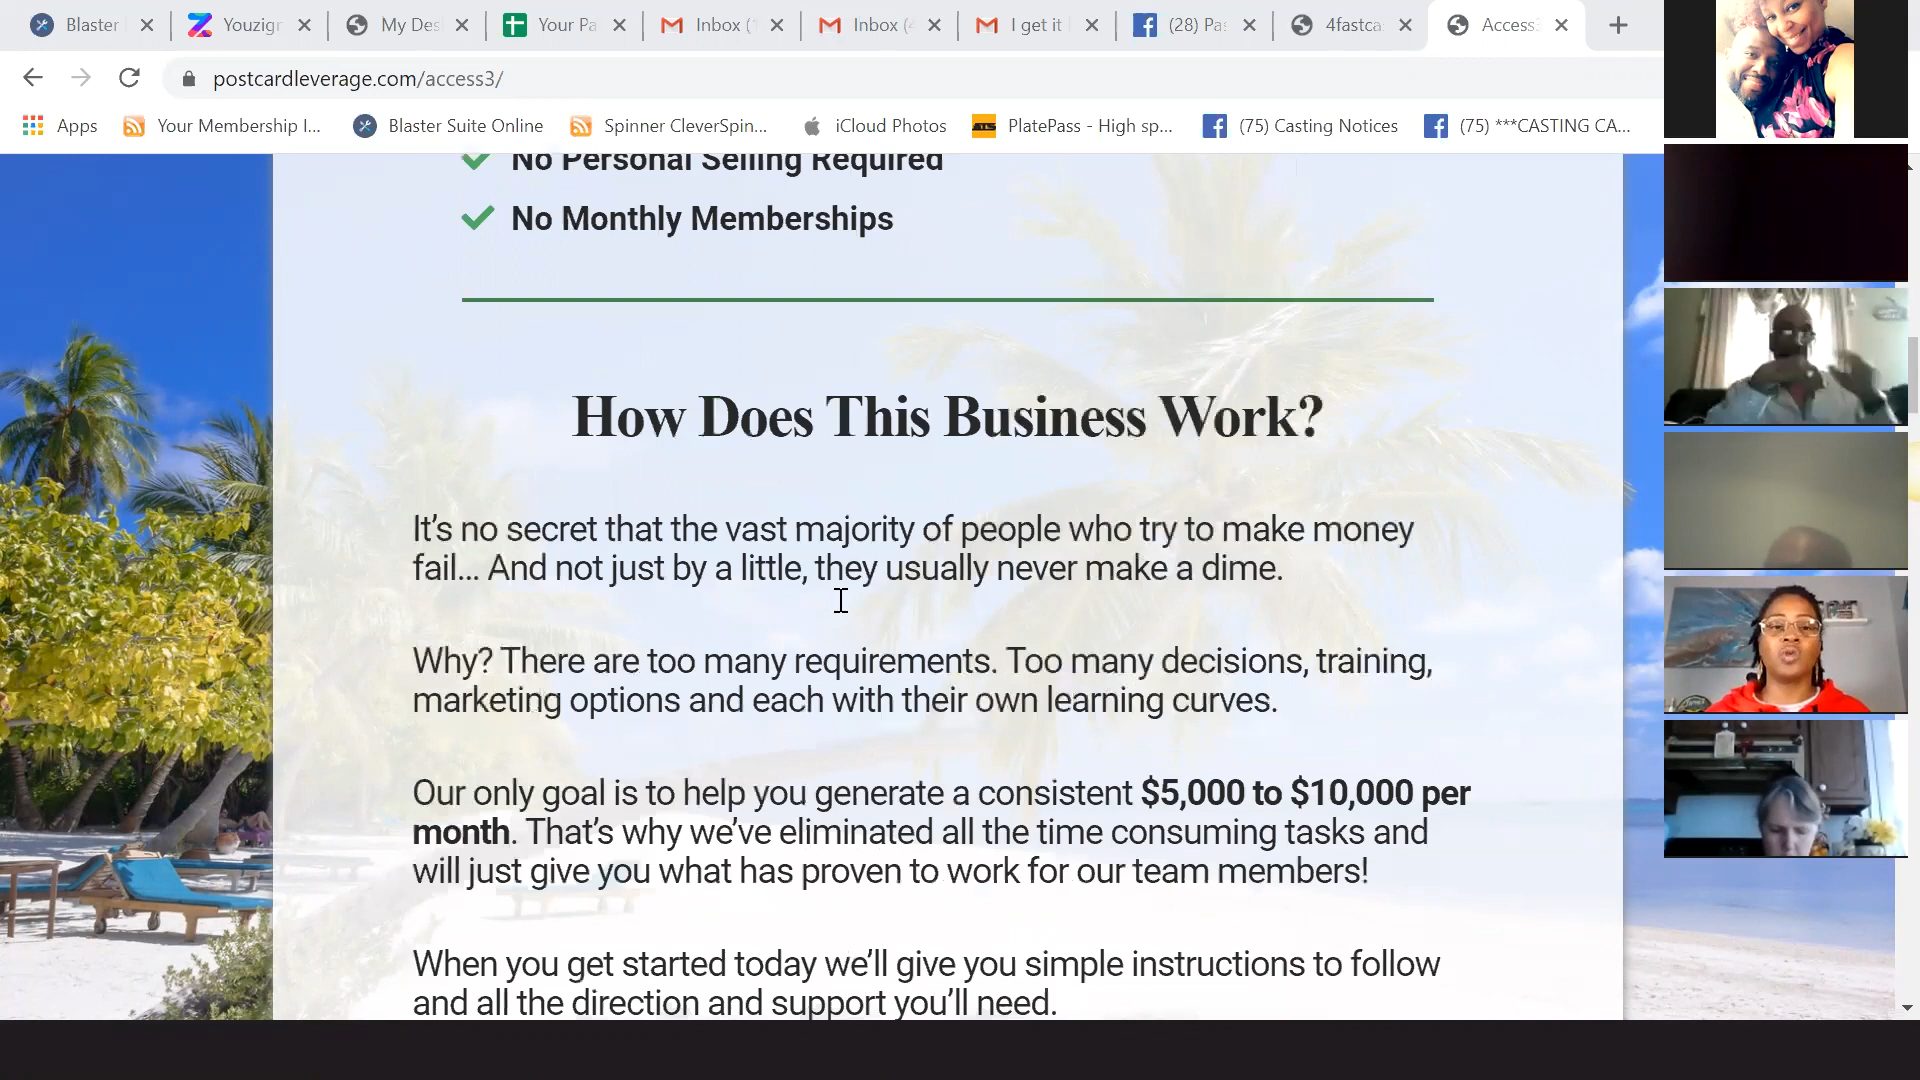 Blaster
Youzigr
My Des
Your Pa
Inbox (
Inbox (4
I get it
(28) Pa
4fastca
Access3
postcardleverage.com/access3/
Apps
Your Membership I...
Blaster Suite Online
Spinner CleverSpin...
iCloud Photos
ATS
PlatePass - High sp...
(75) Casting Notices
(75) ***CASTING CA...
No Personal Selling Required
No Monthly Memberships
How Does This Business Work?
It’s no secret that the vast majority of people who try to make money
fail... And not just by a little, they usually never make a dime.
Why? There are too many requirements. Too many decisions, training,
marketing options and each with their own learning curves.
Our only goal is to help you generate a consistent $5,000 to $10,000 per
month. That’s why we’ve eliminated all the time consuming tasks and
will just give you what has proven to work for our team members!
When you get started today we’ll give you simple instructions to follow
and all the direction and support you’ll need.